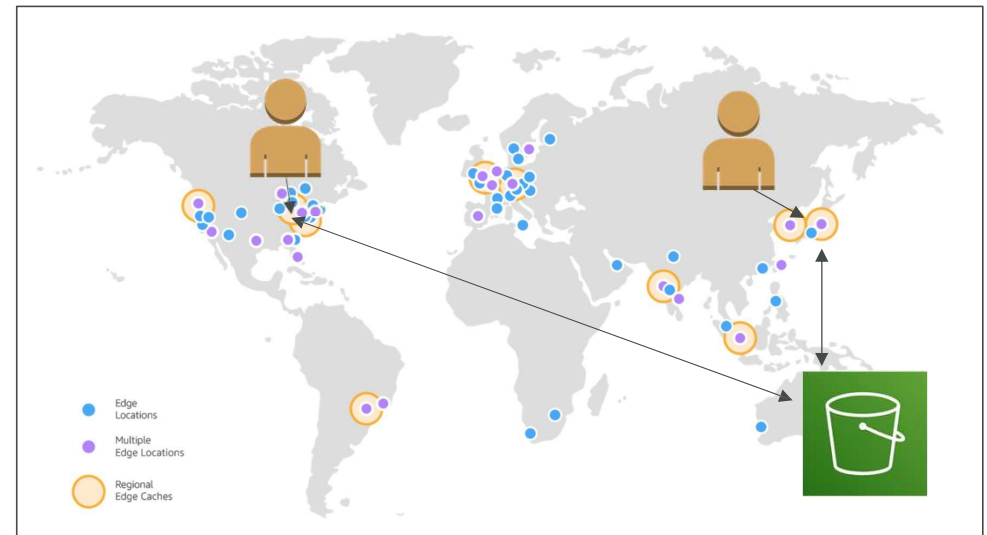 Edge
Locations
Multiple
Edge Locations
Regional
Edge Caches